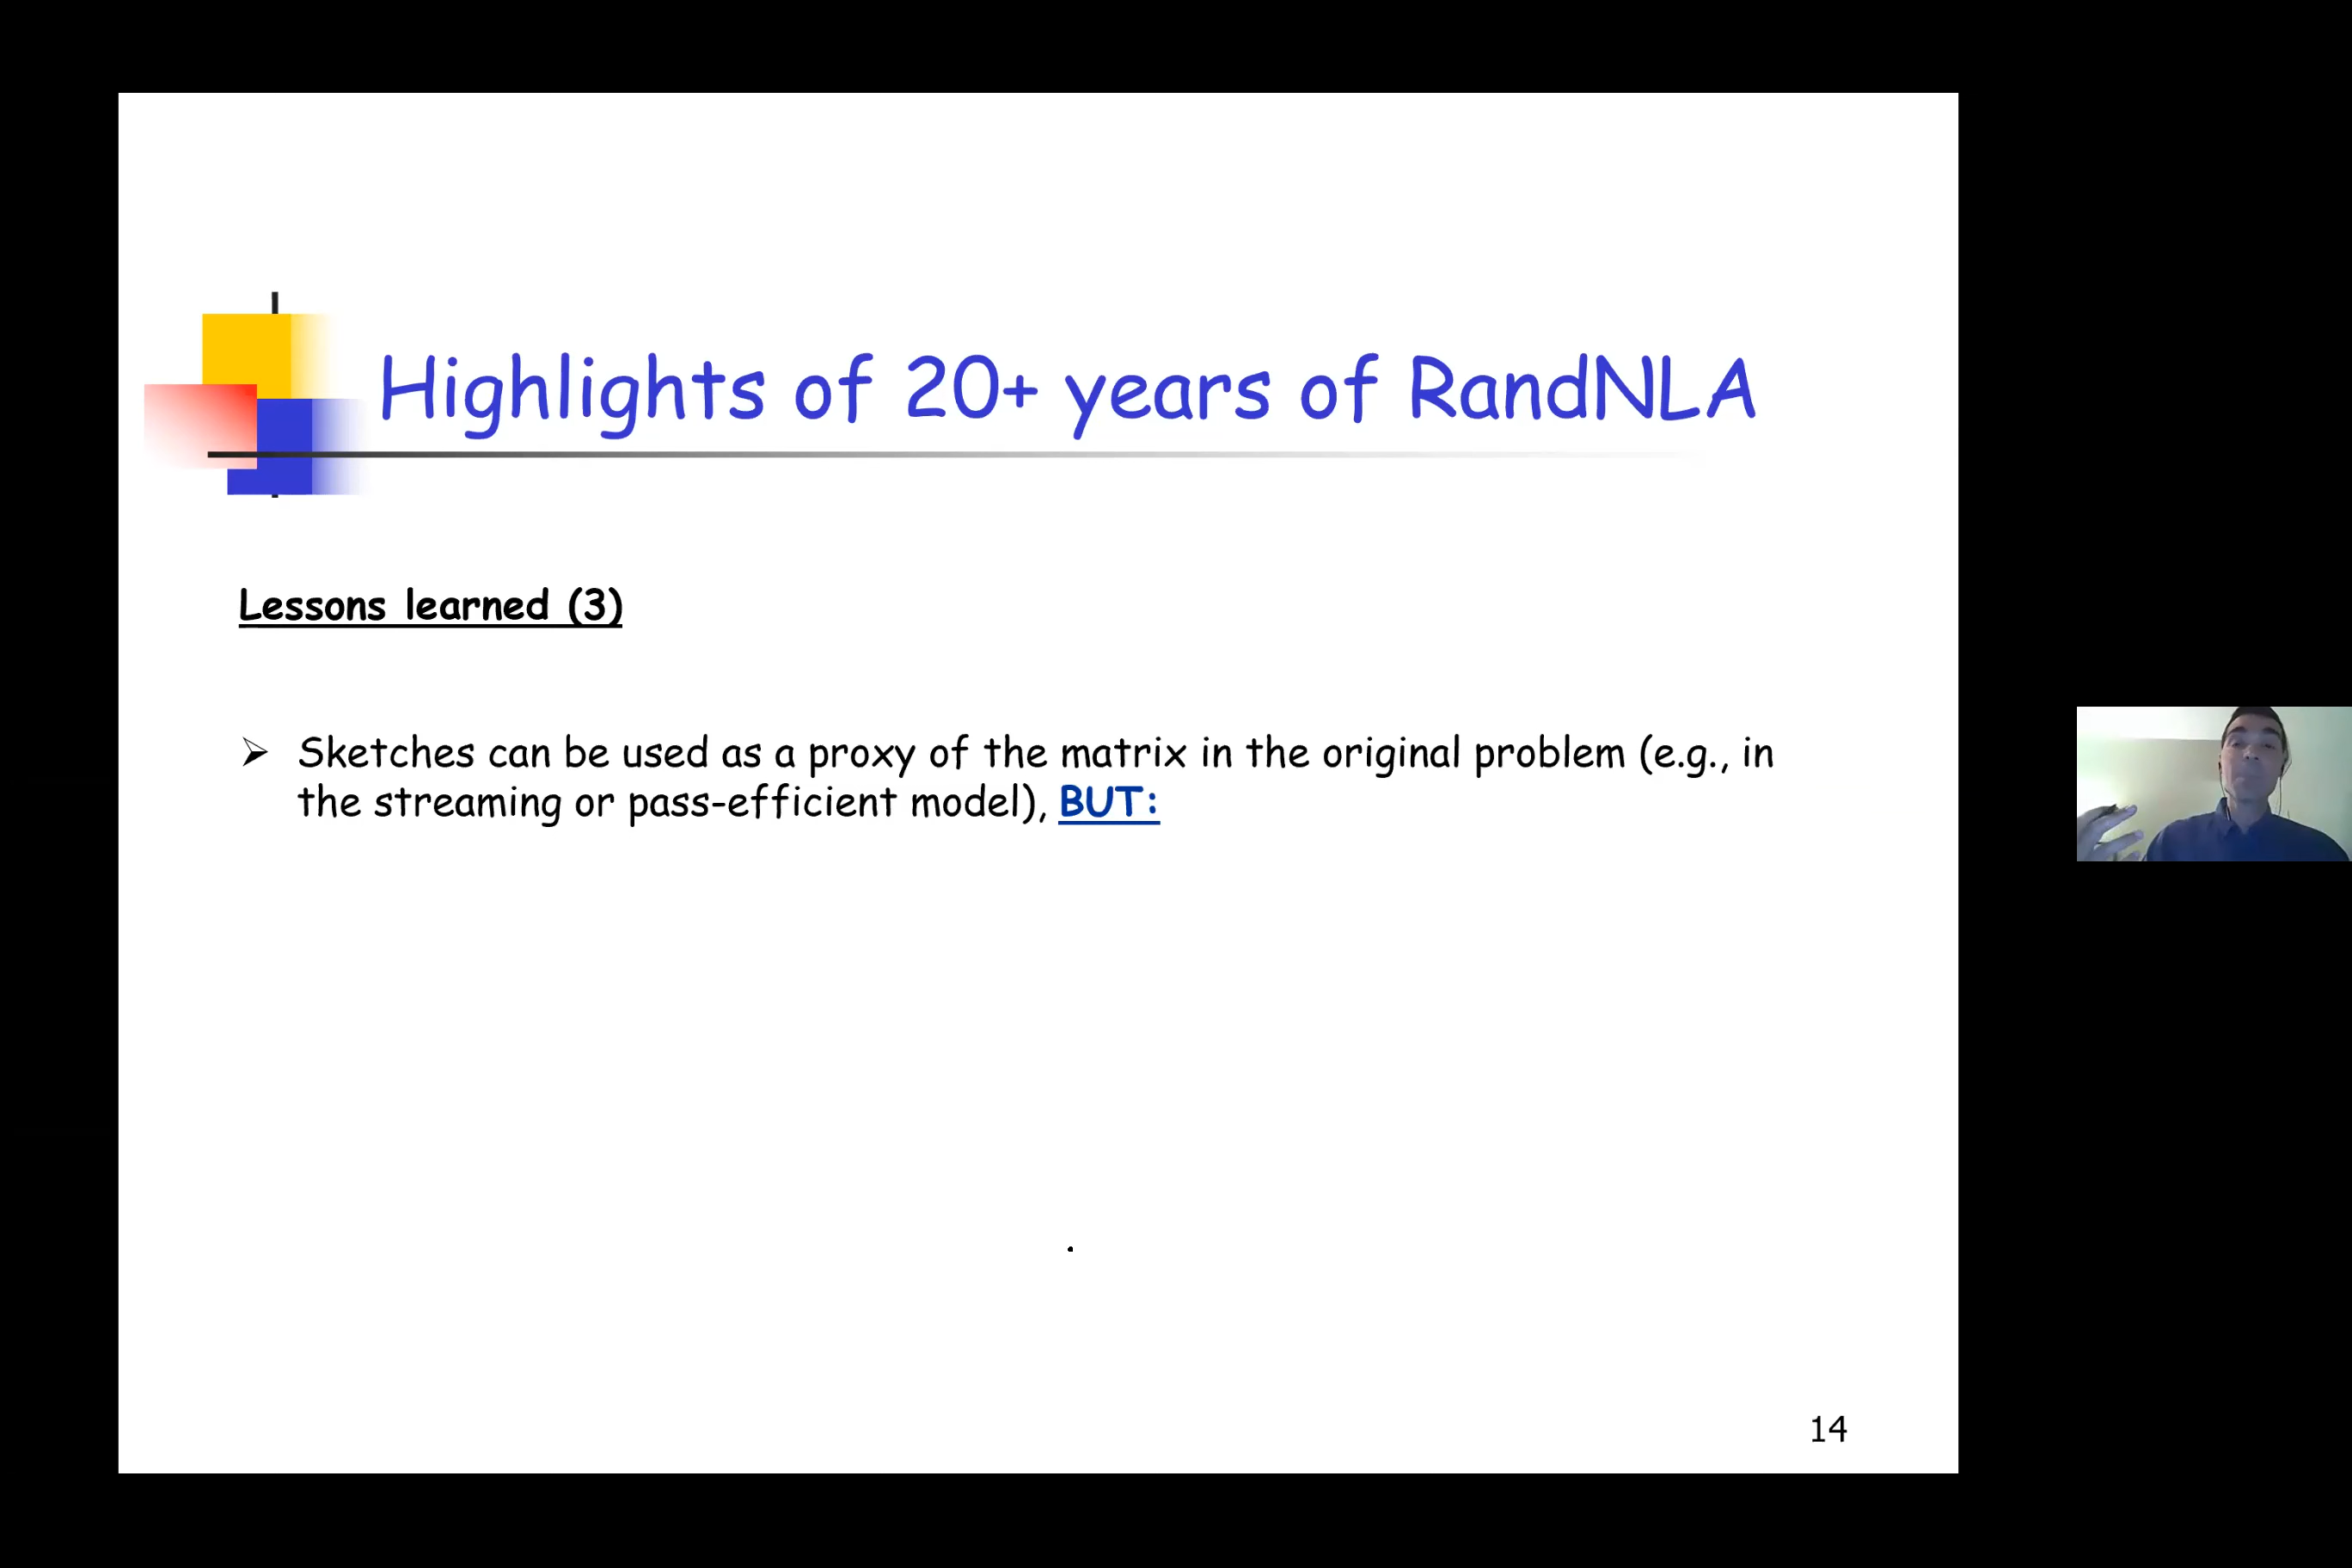 Highlights of 20+ years of RandNLA
Lessons learned (3)
➢ Sketches can be used as a proxy of the matrix in the original problem (e.g., in
the streaming or pass-efficient model), BUT:
.
14